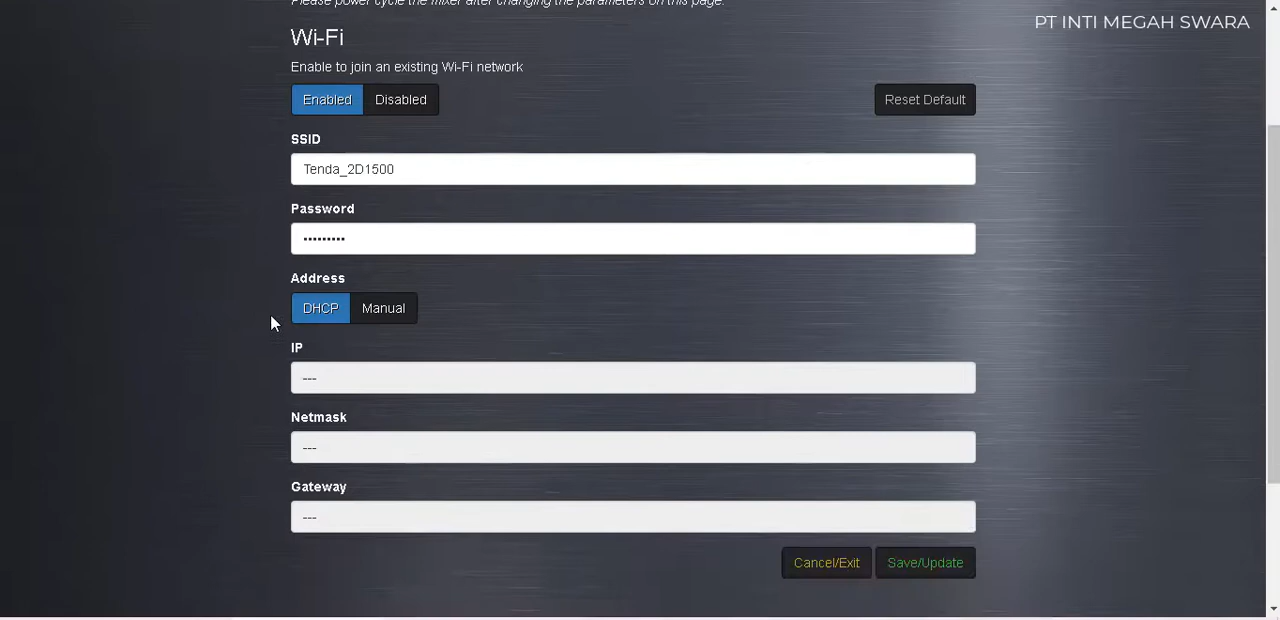 Please power cycle the mixer after changing the parameters on this page.
PT INTI MEGAH SWARA
Wi-Fi
Enable to join an existing Wi-Fi network
Enabled Disabled Reset Default
SSID
Tenda_2D1500
Password
•••••••••
Address
DHCP Manual
IP
---
Netmask
---
Gateway
---
Cancel/Exit Save/Update